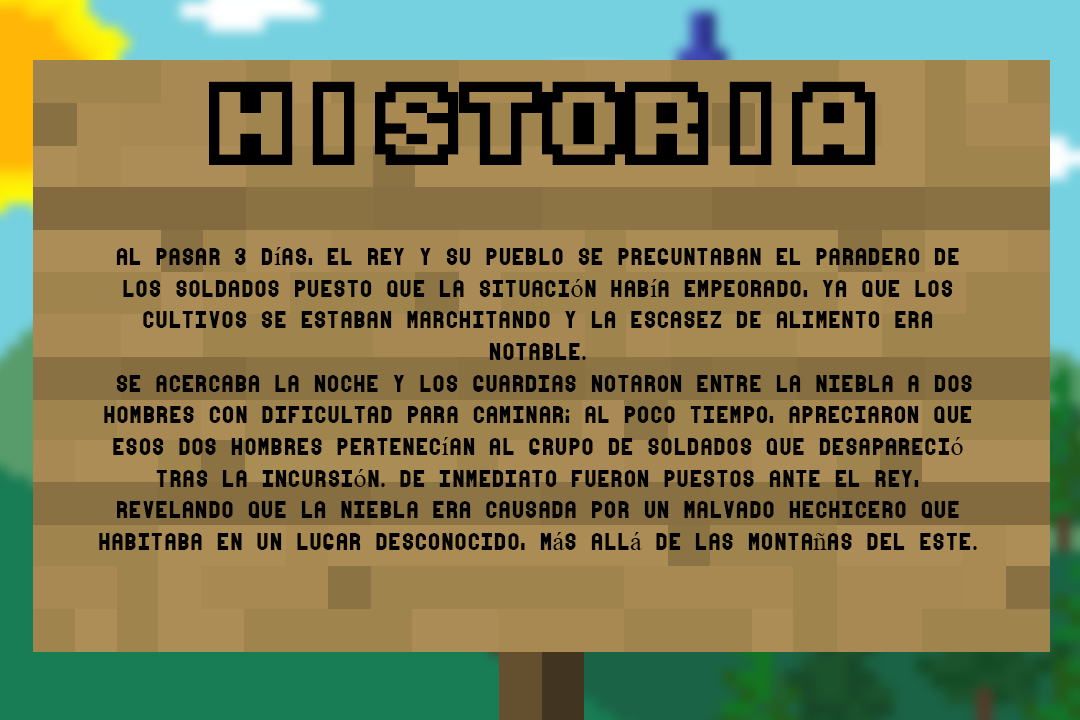 HISTORIA
AL PASAR 3 DíAS, EL REY Y SU PUEBLO SE PREGUNTABAN EL PARADERO DE
LOS SOLDADOS PUESTO QUE LA SITUACIóN HABíA EMPEORADO, YA QUE LOS
CULTIVOS SE ESTABAN MARCHITANDO Y LA ESCASEZ DE ALIMENTO ERA
NOTABLE.
SE ACERCABA LA NOCHE Y LOS GUARDIAS NOTARON ENTRE LA NIEBLA A DOS
HOMBRES CON DIFICULTAD PARA CAMINAR; AL POCO TIEMPO, APRECIARON QUE
ESOS DOS HOMBRES PERTENECíAN AL GRUPO DE SOLDADOS QUE DESAPARECIó
TRAS LA INCURSIóN. DE INMEDIATO FUERON PUESTOS ANTE EL REY,
REVELANDO QUE LA NIEBLA ERA CAUSADA POR UN MALVADO HECHICERO QUE
HABITABA EN UN LUGAR DESCONOCIDO, MáS ALLá DE LAS MONTAñAS DEL ESTE.